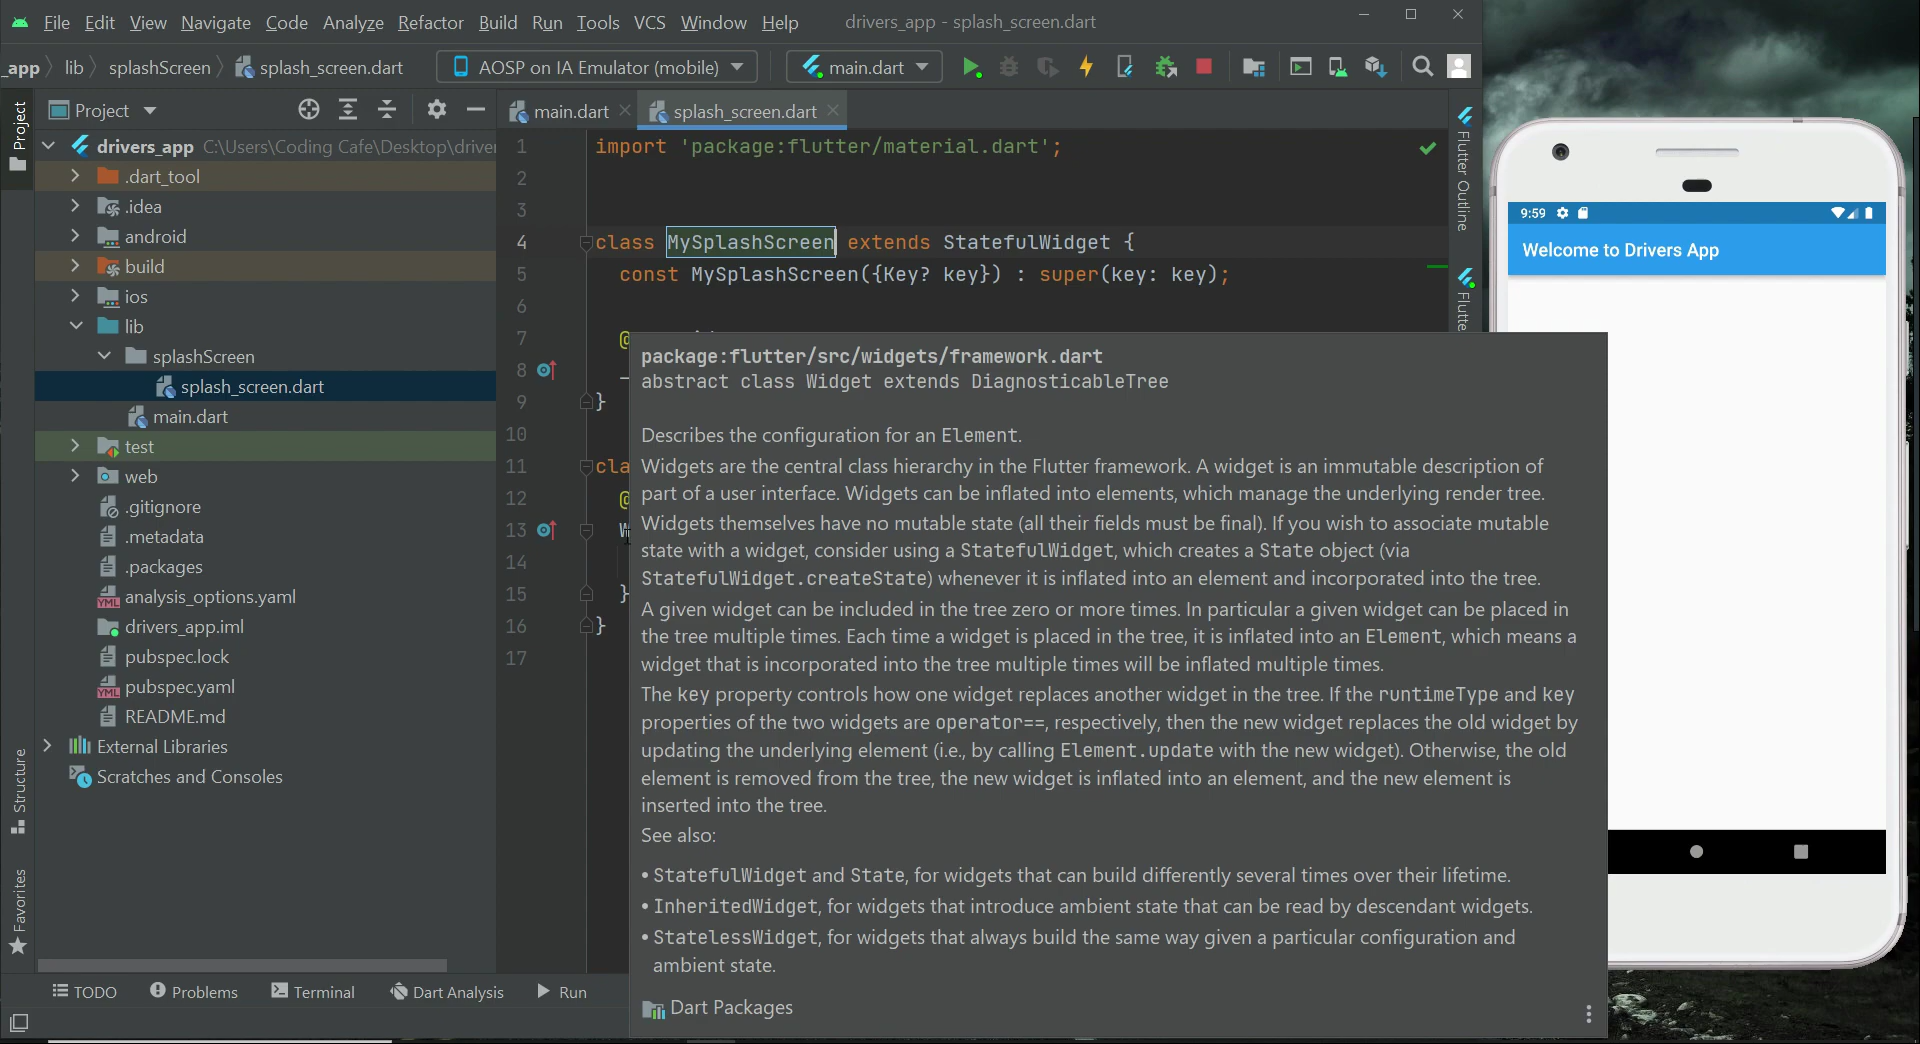 File Edit View Navigate Code Analyze Refactor Build Run Tools VCS Window Help drivers_app - splash_screen.dart
_app lib splashScreen splash_screen.dart AOSP on IA Emulator (mobile) main.dart
Project
Project
main.dart
splash_screen.dart
drivers_app C:\Users\Coding Cafe\Desktop\driver
.dart_tool
.idea
android
build
ios
lib
splashScreen
splash_screen.dart
main.dart
test
web
.gitignore
.metadata
.packages
analysis_options.yaml
drivers_app.iml
pubspec.lock
pubspec.yaml
README.md
External Libraries
Scratches and Consoles
Structure
Favorites
1 import 'package:flutter/material.dart';
2
3
4 class MySplashScreen extends StatefulWidget {
5 const MySplashScreen({Key? key}) : super(key: key);
6
7 @
8 _
9 }
10
11 cla
12 @
13 W
14
15 }
16 }
17
package:flutter/src/widgets/framework.dart
abstract class Widget extends DiagnosticableTree
Describes the configuration for an Element.
Widgets are the central class hierarchy in the Flutter framework. A widget is an immutable description of
part of a user interface. Widgets can be inflated into elements, which manage the underlying render tree.
Widgets themselves have no mutable state (all their fields must be final). If you wish to associate mutable
state with a widget, consider using a StatefulWidget, which creates a State object (via
StatefulWidget.createState) whenever it is inflated into an element and incorporated into the tree.
A given widget can be included in the tree zero or more times. In particular a given widget can be placed in
the tree multiple times. Each time a widget is placed in the tree, it is inflated into an Element, which means a
widget that is incorporated into the tree multiple times will be inflated multiple times.
The key property controls how one widget replaces another widget in the tree. If the runtimeType and key
properties of the two widgets are operator==, respectively, then the new widget replaces the old widget by
updating the underlying element (i.e., by calling Element.update with the new widget). Otherwise, the old
element is removed from the tree, the new widget is inflated into an element, and the new element is
inserted into the tree.
See also:
• StatefulWidget and State, for widgets that can build differently several times over their lifetime.
• InheritedWidget, for widgets that introduce ambient state that can be read by descendant widgets.
• StatelessWidget, for widgets that always build the same way given a particular configuration and
ambient state.
Dart Packages
Flutter Outline
Flutte
9:59
Welcome to Drivers App
TODO Problems Terminal Dart Analysis Run